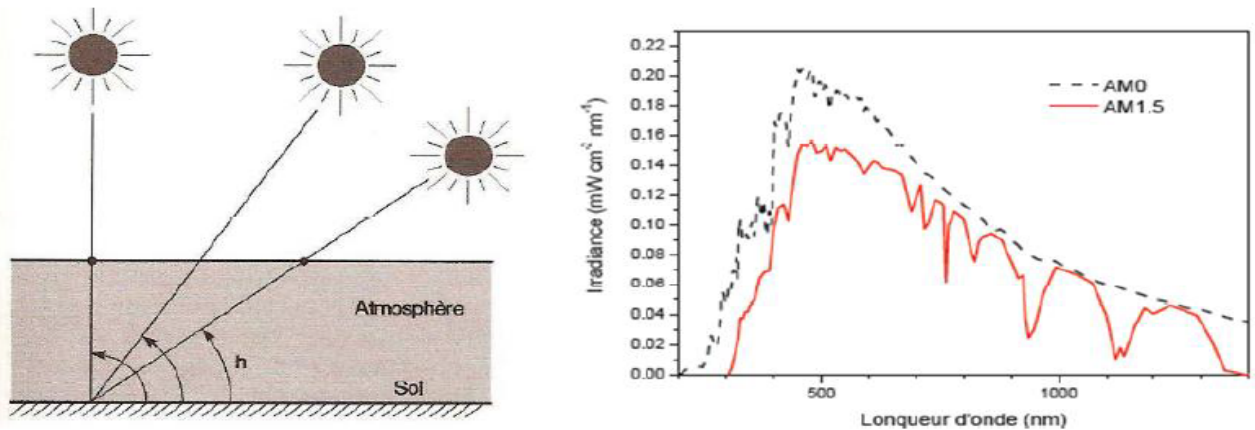 Atmosphère
h
Sol
0.22
0.20
0.18
0.16
0.14
0.12
0.10
0.08
0.06
0.04
0.02
0.00
Irradiance (mW cm⁻² nm⁻¹)
AM0
AM1.5
500
1000
Lonqueur d'onde (nm)